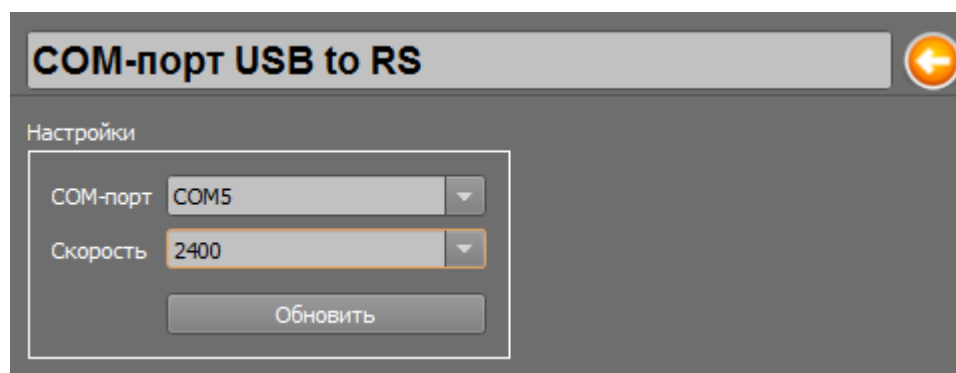 COM-порт USB to RS
Настройки
COM-порт COM5
Скорость 2400
Обновить